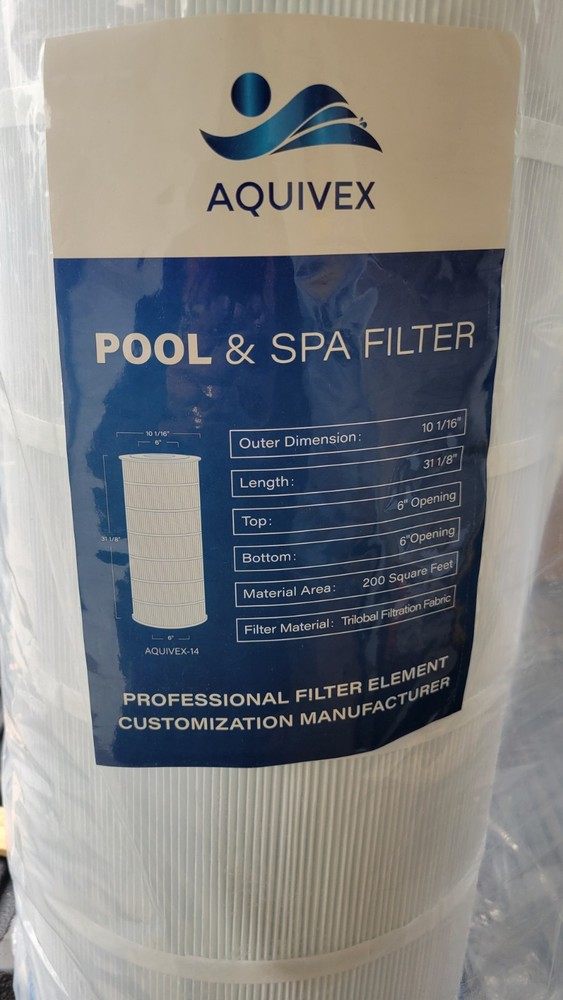 AQUIVEX
POOL & SPA FILTER
10 1/16"
6"
31 1/8"
6"
AQUIVEX-14
Outer Dimension: 10 1/16"
Length: 31 1/8"
Top: 6" Opening
Bottom: 6"Opening
Material Area: 200 Square Feet
Filter Material: Trilobal Filtration Fabric
PROFESSIONAL FILTER ELEMENT
CUSTOMIZATION MANUFACTURER